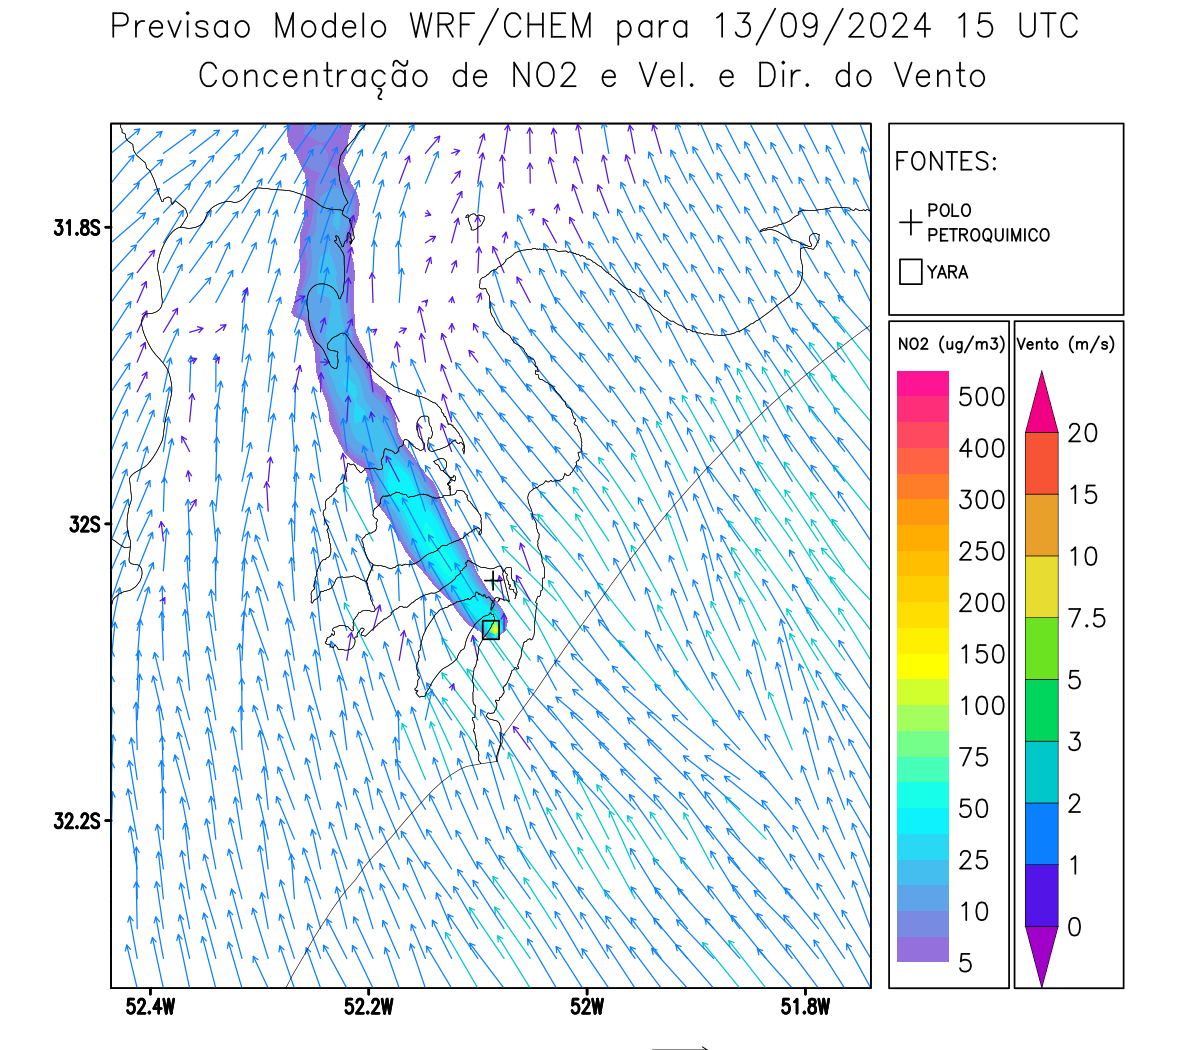 Previsao Modelo WRF/CHEM para 13/09/2024 15 UTC
Concentração de NO2 e Vel. e Dir. do Vento
31.8S
32S
32.2S
52.4W
52.2W
52W
51.8W
FONTES:
POLO
PETROQUIMICO
YARA
NO2 (ug/m3)
500
400
300
250
200
150
100
75
50
25
10
5
Vento (m/s)
20
15
10
7.5
5
3
2
1
0